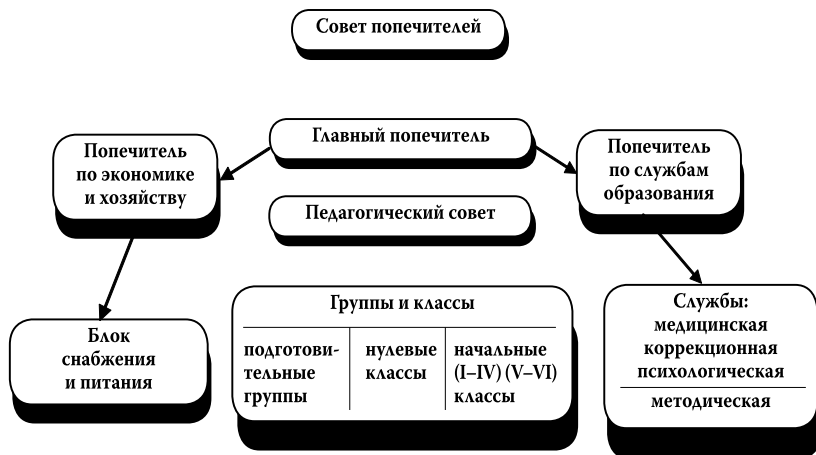 Совет попечителей
Главный попечитель
Попечитель
по экономике
и хозяйству
Попечитель
по службам
образования
Педагогический совет
Группы и классы
подготови-
тельные
группы
нулевые
классы
начальные
(I–IV) (V–VI)
классы
Блок
снабжения
и питания
Службы:
медицинская
коррекционная
психологическая
методическая